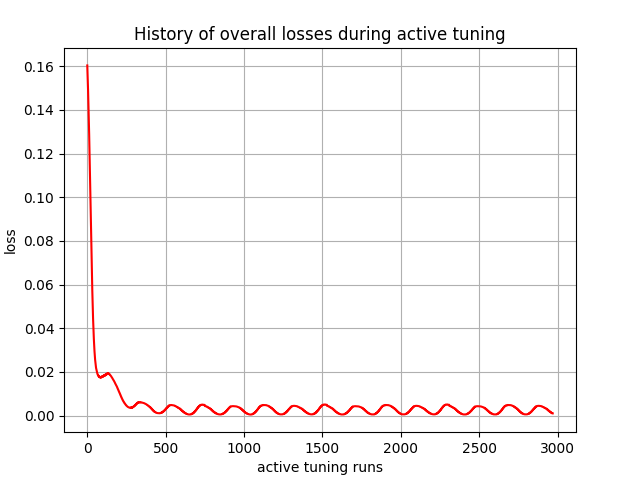 History of overall losses during active tuning
0.16
0.14
0.12
0.10
0.08
0.06
0.04
0.02
0.00
loss
0 500 1000 1500 2000 2500 3000
active tuning runs